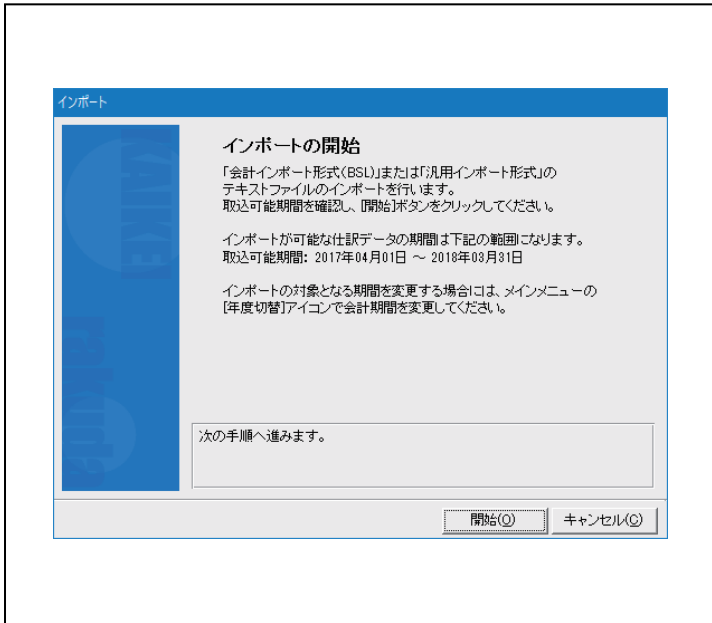 インポート
KAIKEI
rakuda
インポートの開始
「会計インポート形式(BSL)」または「汎用インポート形式」の
テキストファイルのインポートを行います。
取込可能期間を確認し、[開始]ボタンをクリックしてください。
インポートが可能な仕訳データの期間は下記の範囲になります。
取込可能期間: 2017年04月01日 ～ 2018年03月31日
インポートの対象となる期間を変更する場合には、メインメニューの
[年度切替]アイコンで会計期間を変更してください。
次の手順へ進みます。
開始(O)
キャンセル(C)